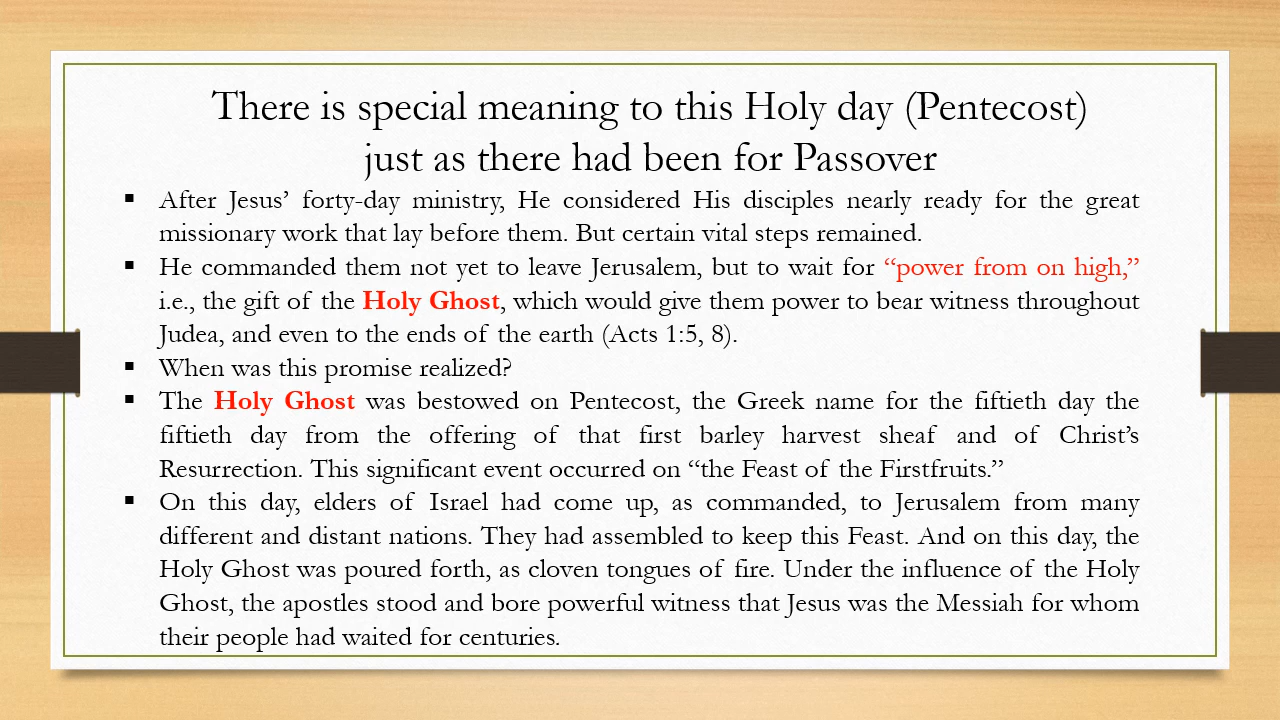 There is special meaning to this Holy day (Pentecost)
just as there had been for Passover
▪ After Jesus’ forty-day ministry, He considered His disciples nearly ready for the great
missionary work that lay before them. But certain vital steps remained.
▪ He commanded them not yet to leave Jerusalem, but to wait for “power from on high,”
i.e., the gift of the Holy Ghost, which would give them power to bear witness throughout
Judea, and even to the ends of the earth (Acts 1:5, 8).
▪ When was this promise realized?
▪ The Holy Ghost was bestowed on Pentecost, the Greek name for the fiftieth day the
fiftieth day from the offering of that first barley harvest sheaf and of Christ’s
Resurrection. This significant event occurred on “the Feast of the Firstfruits.”
▪ On this day, elders of Israel had come up, as commanded, to Jerusalem from many
different and distant nations. They had assembled to keep this Feast. And on this day, the
Holy Ghost was poured forth, as cloven tongues of fire. Under the influence of the Holy
Ghost, the apostles stood and bore powerful witness that Jesus was the Messiah for whom
their people had waited for centuries.